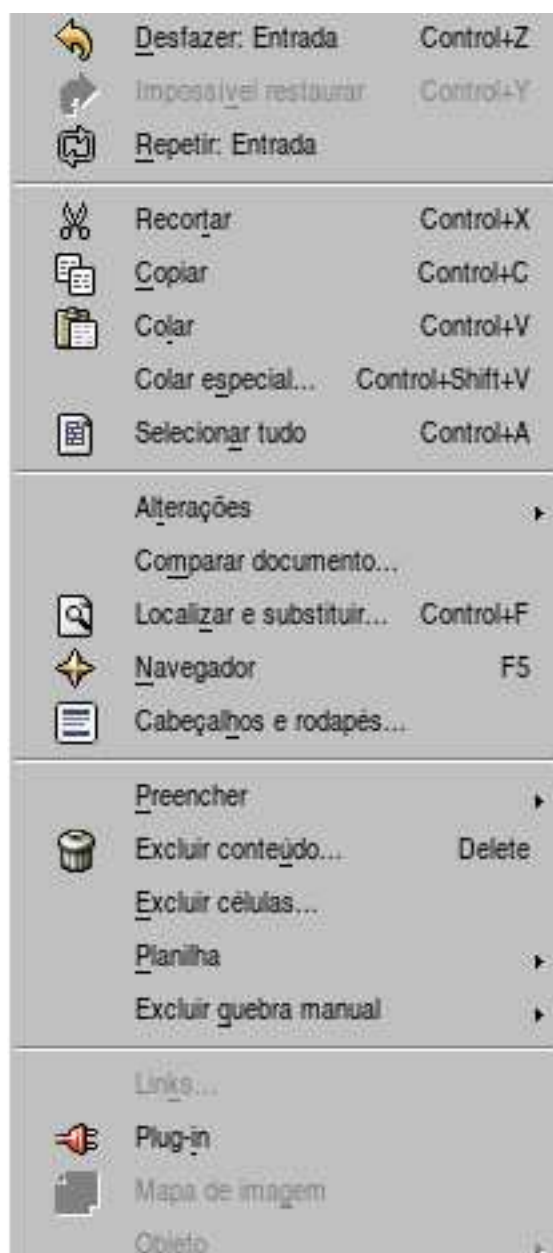 Desfazer: Entrada Control+Z
Impossível restaurar Control+Y
Repetir: Entrada
Recortar Control+X
Copiar Control+C
Colar Control+V
Colar especial... Control+Shift+V
Selecionar tudo Control+A
Alterações
Comparar documento...
Localizar e substituir... Control+F
Navegador F5
Cabeçalhos e rodapés...
Preencher
Excluir conteúdo... Delete
Excluir células...
Planilha
Excluir quebra manual
Links...
Plug-in
Mapa de imagem
Objeto